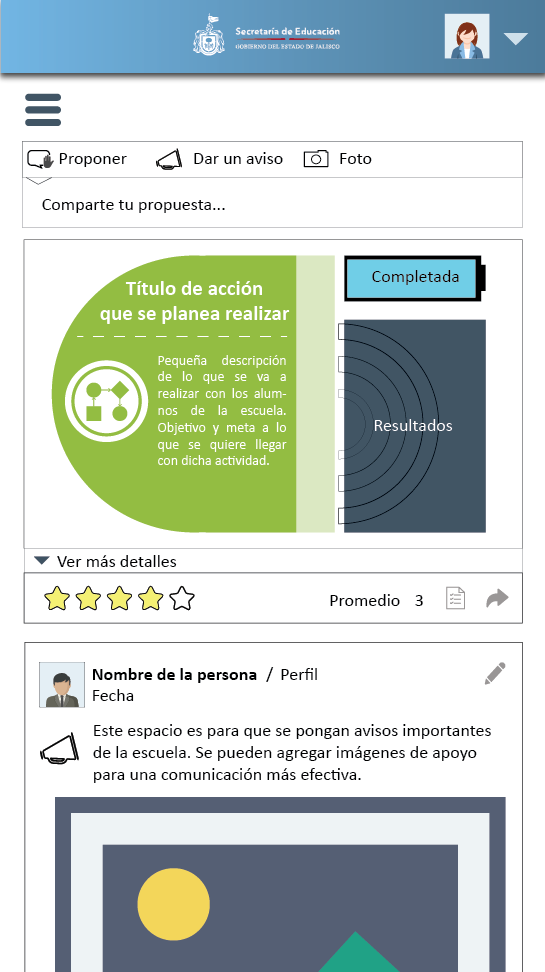 Secretaría de Educación
GOBIERNO DEL ESTADO DE JALISCO
Proponer Dar un aviso Foto
Comparte tu propuesta...
Título de acción
que se planea realizar
Pequeña descripción
de lo que se va a
realizar con los alum-
nos de la escuela.
Objetivo y meta a lo
que se quiere llegar
con dicha actividad.
Completada
Resultados
Ver más detalles
Promedio 3
Nombre de la persona / Perfil
Fecha
Este espacio es para que se pongan avisos importantes
de la escuela. Se pueden agregar imágenes de apoyo
para una comunicación más efectiva.